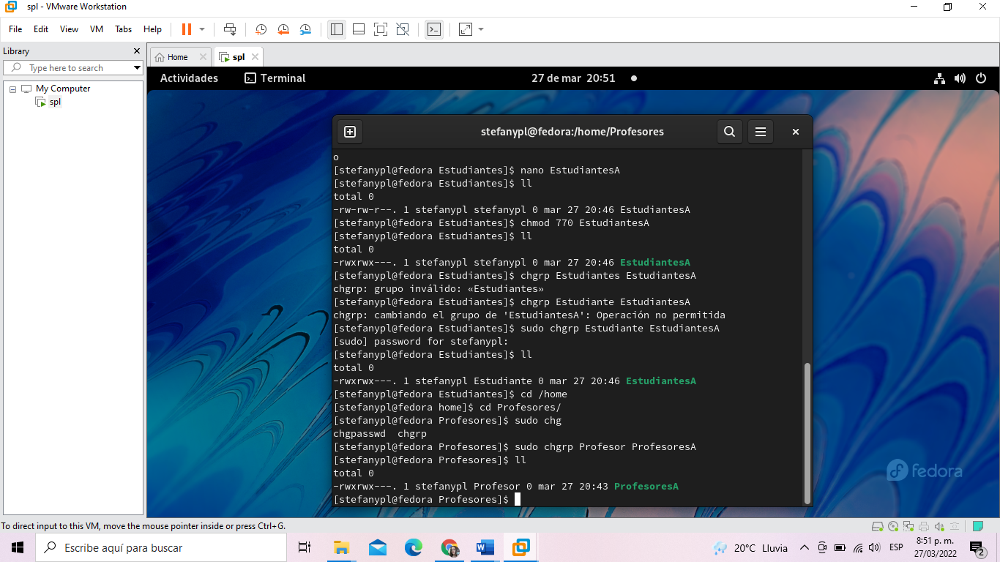 spl - VMware Workstation
File Edit View VM Tabs Help
Library
Type here to search
My Computer
spl
Home
spl
Actividades
Terminal
27 de mar 20:51
stefanypl@fedora:/home/Profesores
o
[stefanypl@fedora Estudiantes]$ nano EstudiantesA
[stefanypl@fedora Estudiantes]$ ll
total 0
-rw-rw-r--. 1 stefanypl stefanypl 0 mar 27 20:46 EstudiantesA
[stefanypl@fedora Estudiantes]$ chmod 770 EstudiantesA
[stefanypl@fedora Estudiantes]$ ll
total 0
-rwxrwx---. 1 stefanypl stefanypl 0 mar 27 20:46 EstudiantesA
[stefanypl@fedora Estudiantes]$ chgrp Estudiantes EstudiantesA
chgrp: grupo inválido: «Estudiantes»
[stefanypl@fedora Estudiantes]$ chgrp Estudiante EstudiantesA
chgrp: cambiando el grupo de 'EstudiantesA': Operación no permitida
[stefanypl@fedora Estudiantes]$ sudo chgrp Estudiante EstudiantesA
[sudo] password for stefanypl:
[stefanypl@fedora Estudiantes]$ ll
total 0
-rwxrwx---. 1 stefanypl Estudiante 0 mar 27 20:46 EstudiantesA
[stefanypl@fedora Estudiantes]$ cd /home
[stefanypl@fedora home]$ cd Profesores/
[stefanypl@fedora Profesores]$ sudo chg
chgpasswd  chgrp
[stefanypl@fedora Profesores]$ sudo chgrp Profesor ProfesoresA
[stefanypl@fedora Profesores]$ ll
total 0
-rwxrwx---. 1 stefanypl Profesor 0 mar 27 20:43 ProfesoresA
[stefanypl@fedora Profesores]$
fedora
To direct input to this VM, move the mouse pointer inside or press Ctrl+G.
Escribe aquí para buscar
20°C Lluvia
ESP
8:51 p. m.
27/03/2022
2